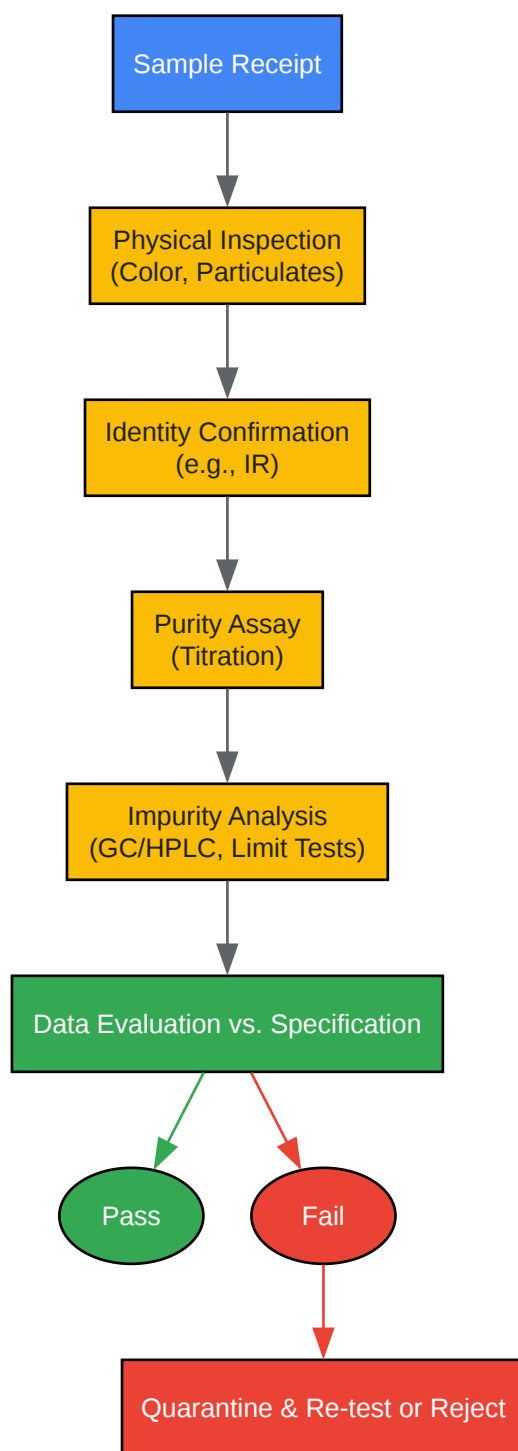 Sample Receipt
Physical Inspection
(Color, Particulates)
Identity Confirmation
(e.g., IR)
Purity Assay
(Titration)
Impurity Analysis
(GC/HPLC, Limit Tests)
Data Evaluation vs. Specification
Pass
Fail
Quarantine & Re-test or Reject